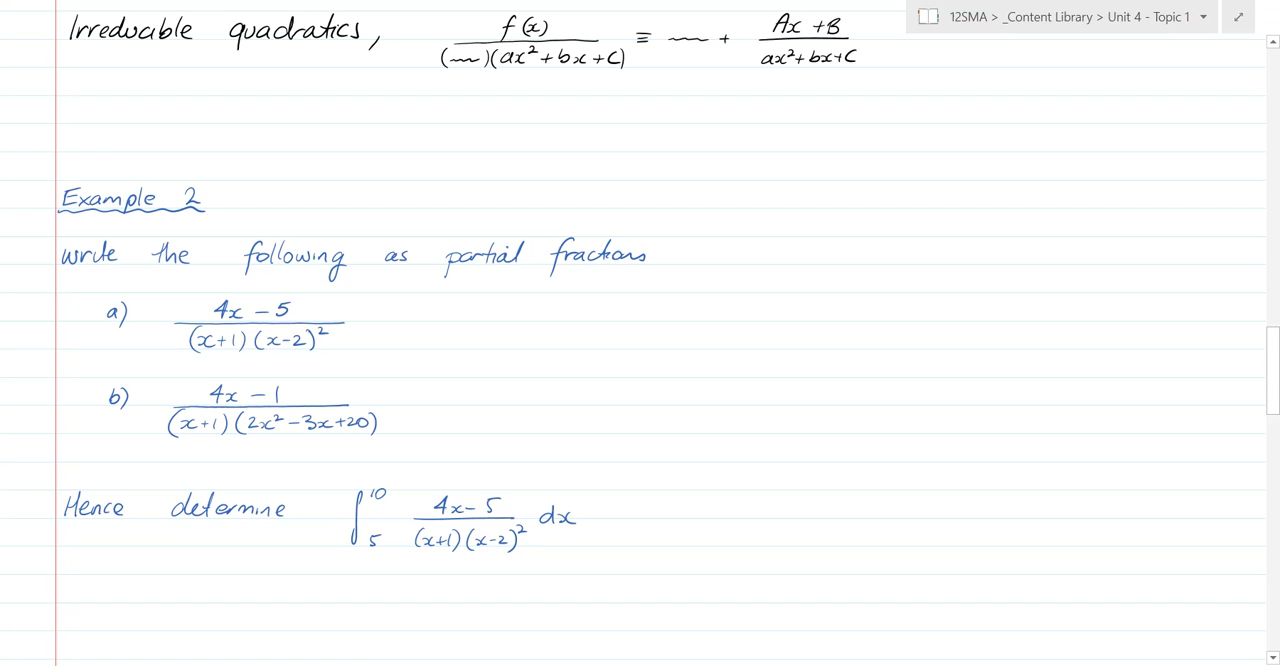 12SMA > _Content Library > Unit 4 - Topic 1
Irreducable quadratics, f(x) / (~~)(ax² + bx + c) ≡ ~~ + Ax + B / ax² + bx + c
Example 2
Write the following as partial fractions
a) 4x - 5 / (x+1)(x-2)²
b) 4x - 1 / (x+1)(2x² - 3x + 20)
Hence determine ∫₅¹⁰ 4x - 5 / (x+1)(x-2)² dx